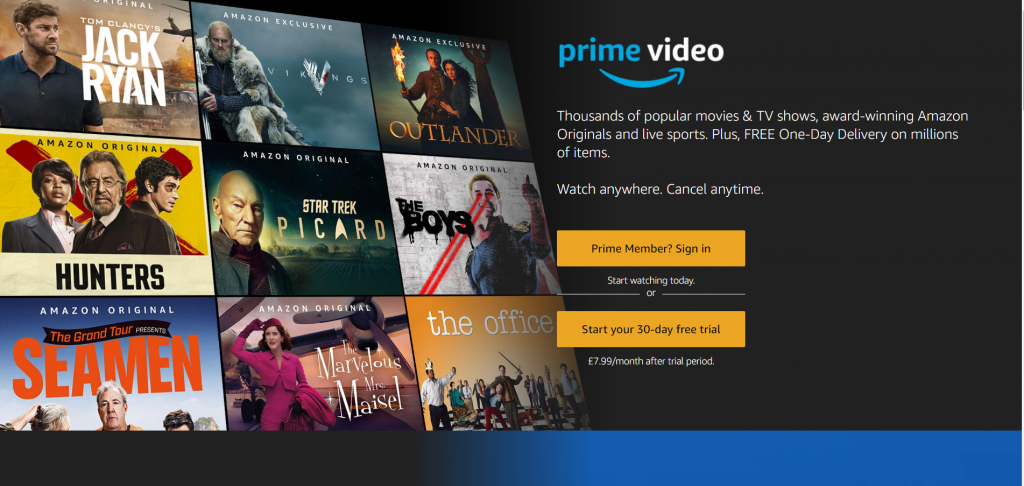 AMAZON ORIGINAL
TOM CLANCY'S
JACK
RYAN
AMAZON EXCLUSIVE
VIKINGS
AMAZON EXCLUSIVE
OUTLANDER
AMAZON ORIGINAL
HUNTERS
AMAZON ORIGINAL
STAR TREK
PICARD
AMAZON ORIGINAL
THE
BOYS
AMAZON ORIGINAL
The Grand Tour PRESENTS
SEAMEN
AMAZON ORIGINAL
The
Marvelous
Mrs.
Maisel
the office
prime video
Thousands of popular movies & TV shows, award-winning Amazon
Originals and live sports. Plus, FREE One-Day Delivery on millions
of items.
Watch anywhere. Cancel anytime.
Prime Member? Sign in
Start watching today.
or
Start your 30-day free trial
£7.99/month after trial period.